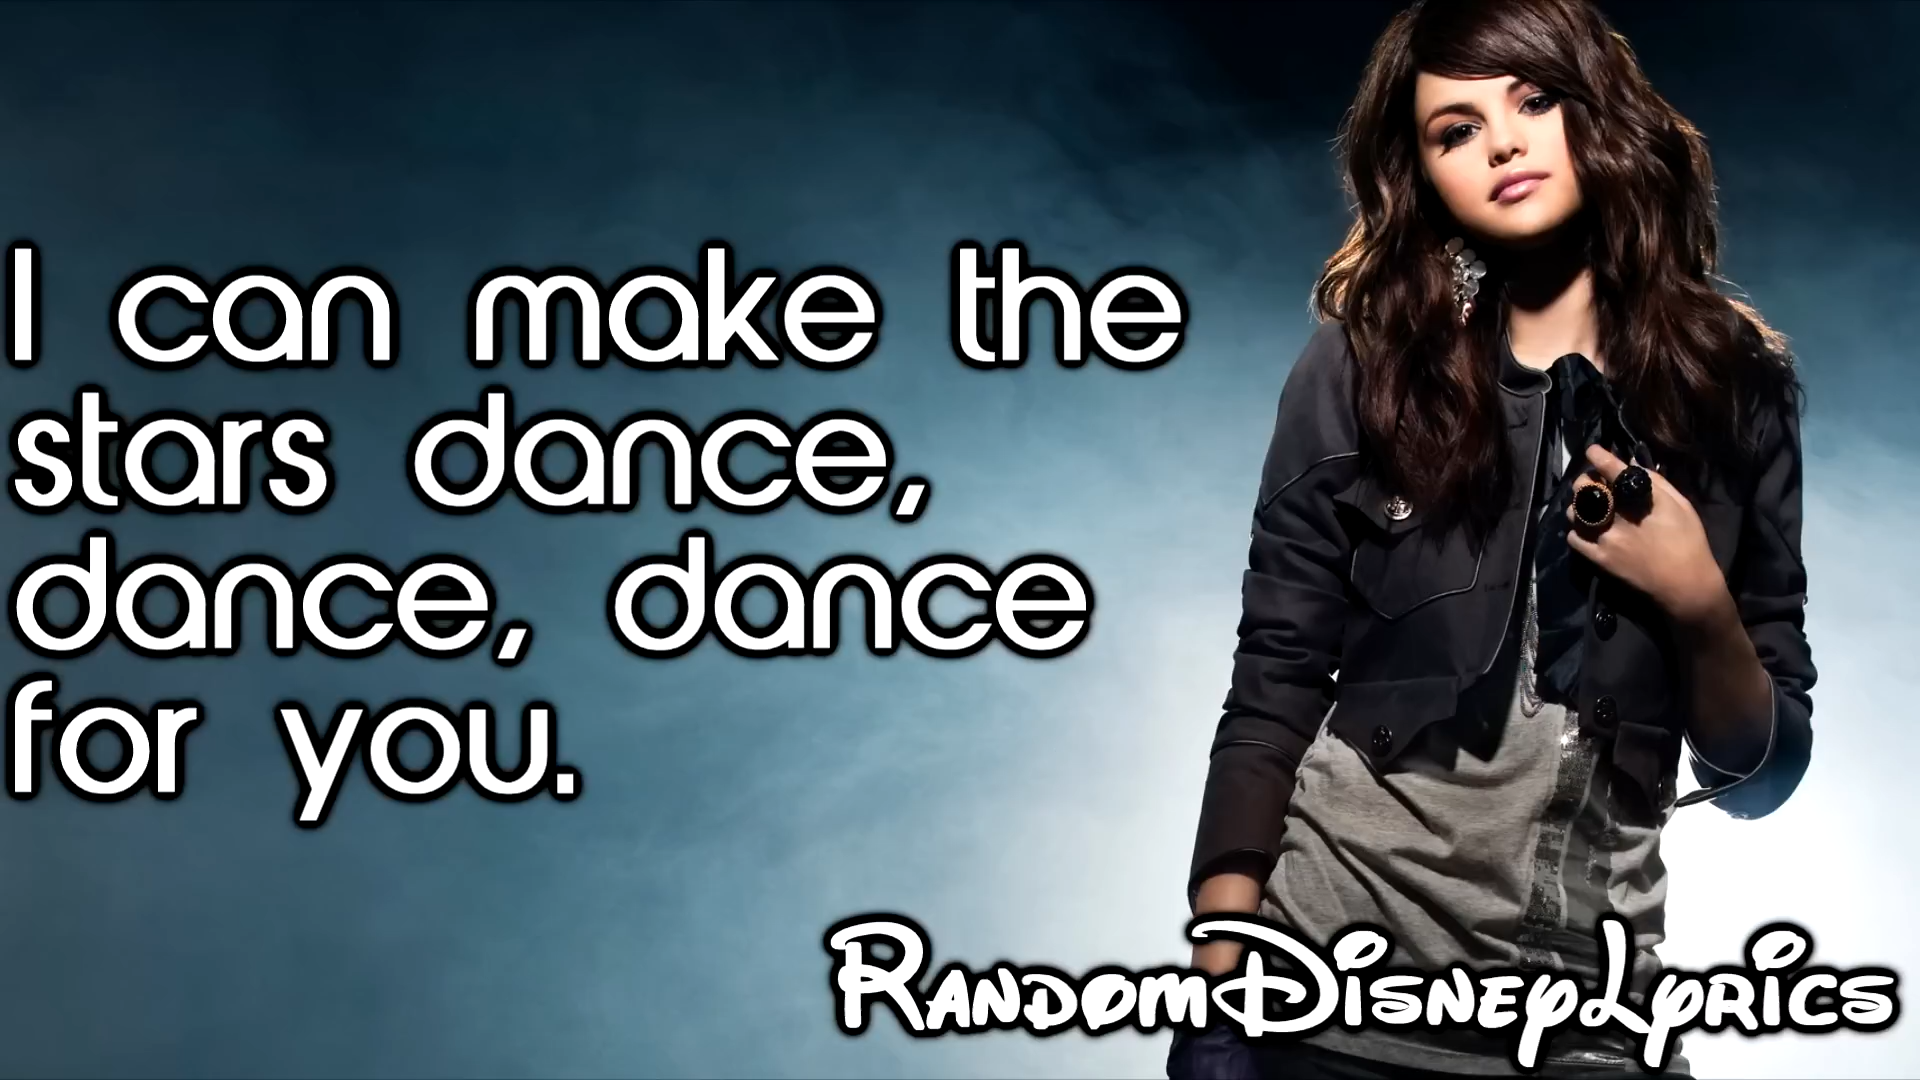 I can make the
stars dance,
dance, dance
for you.
RandomDisneyLyrics